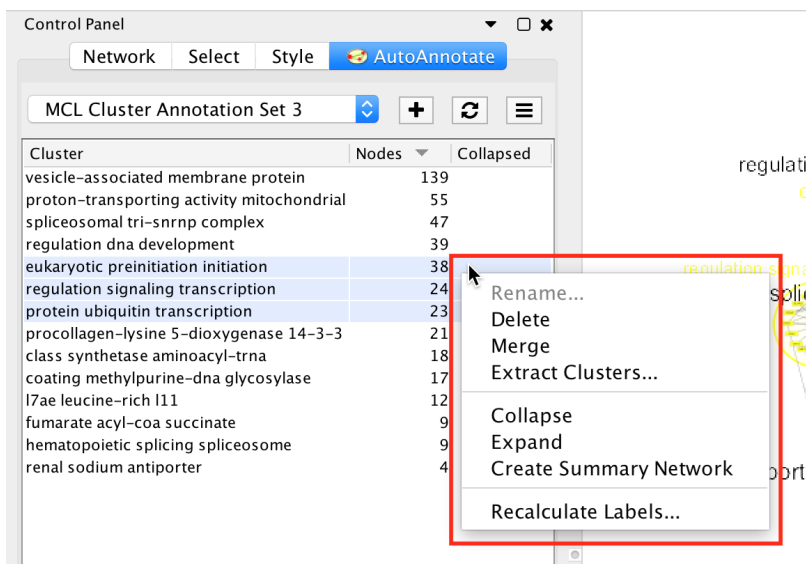 Control Panel
Network Select Style AutoAnnotate
MCL Cluster Annotation Set 3
Cluster Nodes Collapsed
vesicle-associated membrane protein 139
proton-transporting activity mitochondrial 55
spliceosomal tri-snrnp complex 47
regulation dna development 39
eukaryotic preinitiation initiation 38
regulation signaling transcription 24
protein ubiquitin transcription 23
procollagen-lysine 5-dioxygenase 14-3-3 21
class synthetase aminoacyl-trna 18
coating methylpurine-dna glycosylase 17
l7ae leucine-rich l11 12
fumarate acyl-coa succinate 9
hematopoietic splicing spliceosome 9
renal sodium antiporter 4
Rename...
Delete
Merge
Extract Clusters...
Collapse
Expand
Create Summary Network
Recalculate Labels...
regulati
regulation signa
splic
port